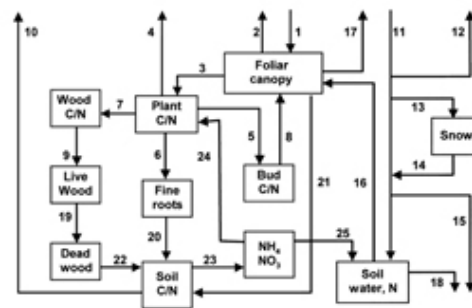 10
4
2
1
17
11
12
Foliar
canopy
3
Wood
C/N
7
Plant
C/N
13
Snow
5
8
6
24
9
14
Live
Wood
Fine
roots
Bud
C/N
21
16
15
19
20
25
Dead
wood
22
Soil
C/N
23
NH4
NO3
Soil
water, N
18